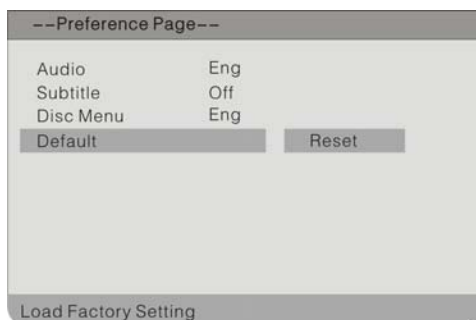 --Preference Page--
Audio Eng
Subtitle Off
Disc Menu Eng
Default Reset
Load Factory Setting